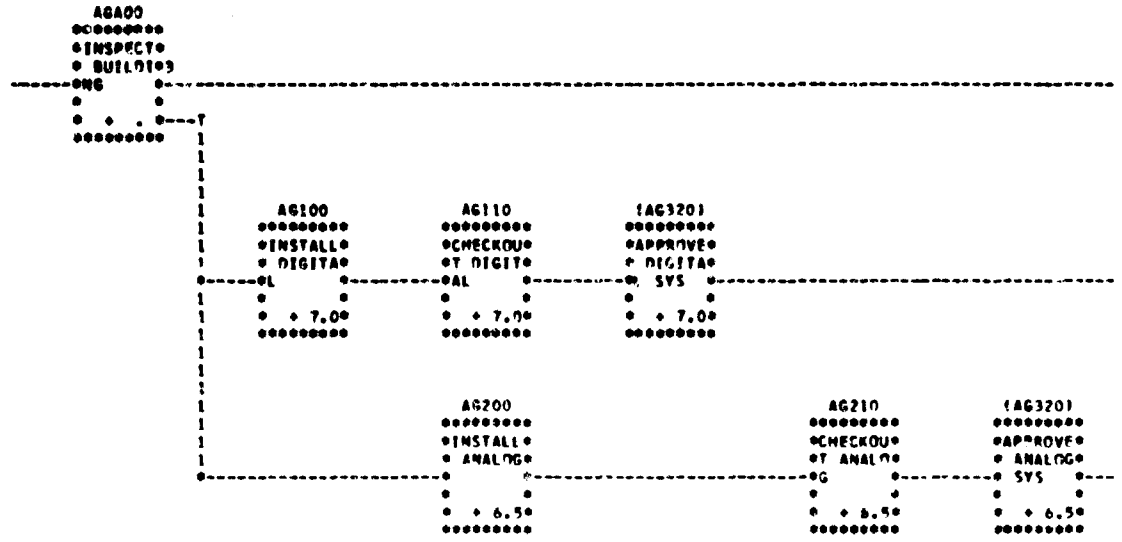 AGA00
INSPECT
BUILDI
NG
+ .
AG100 AG110 (AG320)
INSTALL CHECKOU APPROVE
DIGITA T DIGIT DIGITA
L AL SYS
+ 7.0 + 7.0 + 7.0
AG200 AG210 (AG320)
INSTALL CHECKOU APPROVE
ANALOG T ANALO ANALOG
G SYS
+ 6.5 + 6.5 + 6.5